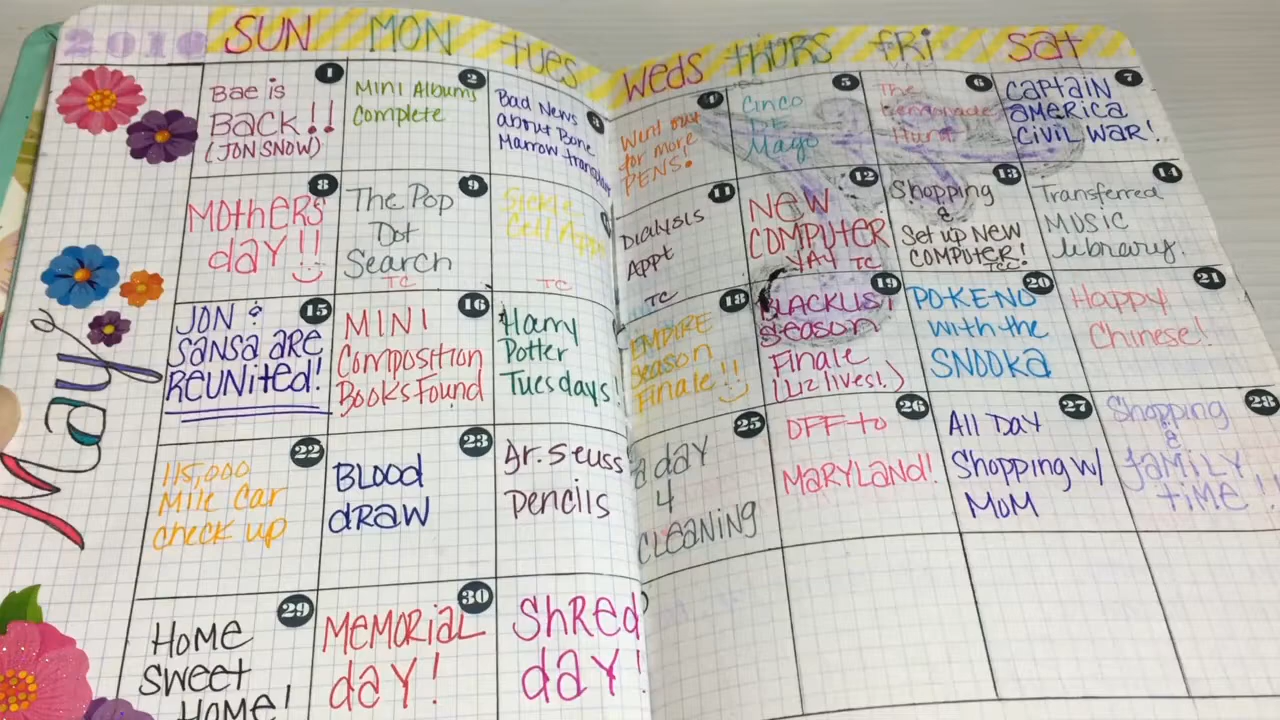 2016
SUN MON TUES WEDS THURS FRI SAT
May
1
Bae is
BACK!!
(JON SNOW)
2
MINI Albums
Complete
3
Bad News
about Bone
Marrow
4
Went out
for more
PENS!
5
Cinco
DE
Mayo
6
The
Lemonade
Hunt
7
CAPTAIN
AMERICA
CIVIL WAR!
8
MOTHERS
day!!
9
The Pop
Dot
Search
TC
Sickle
Cell
TC
11
Dialysis
Appt
TC
12
NEW
COMPUTER
YAY TC
13
Shopping
&
Set up NEW
COMPUTER!
14
Transferred
MUSIC
library.
15
JON &
SANSA ARE
REUNITED!
16
MINI
Composition
Books Found
Harry
Potter
Tuesdays!
18
EMPIRE
Season
Finale!!
19
BLACKLIST
Season
Finale
(Liz lives!)
20
POKE-NO
with the
SNOOKA
21
Happy
Chinese!
22
115,000
Mile Car
check up
23
BLOOD
dRAW
Dr. Seuss
pencils
25
a day
4
CLEANING
26
OFF to
MARYLAND!
27
All Day
Shopping w/
MOM
28
Shopping
&
family
time!!
29
HOME
SWEET
HOME!
30
MEMORIAL
day!
Shred
day!